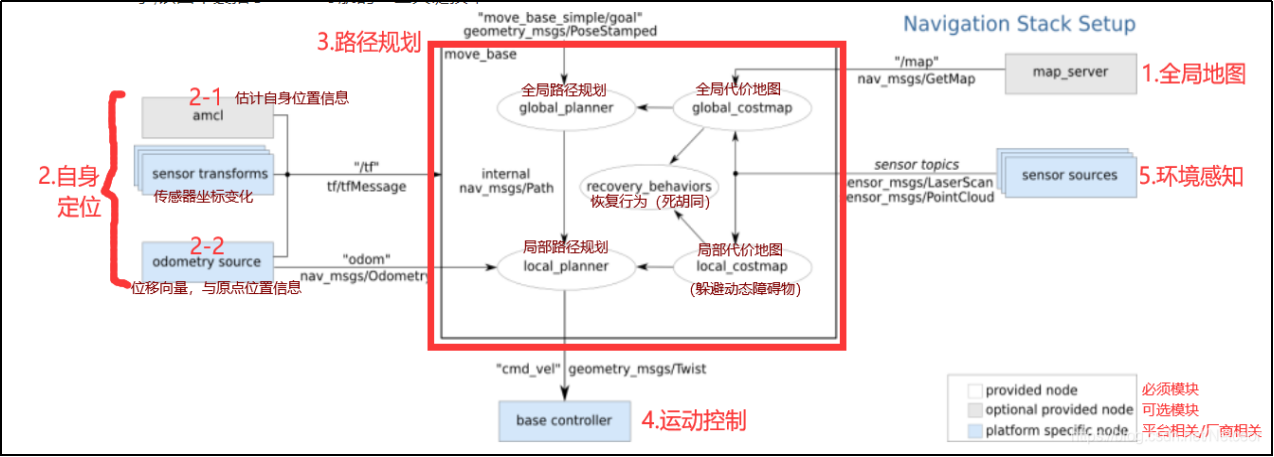 "move_base_simple/goal"
geometry_msgs/PoseStamped
Navigation Stack Setup
3.路径规划
move_base
"/map"
nav_msgs/GetMap
map_server
1.全局地图
2-1 估计自身位置信息
amcl
全局路径规划
global_planner
全局代价地图
global_costmap
2.自身
定位
sensor transforms
传感器坐标变化
"/tf"
tf/tfMessage
internal
nav_msgs/Path
recovery_behaviors
恢复行为（死胡同）
sensor topics
sensor_msgs/LaserScan
sensor_msgs/PointCloud
sensor sources
5.环境感知
2-2
odometry source
位移向量，与原点位置信息
"odom"
nav_msgs/Odometry
局部路径规划
local_planner
局部代价地图
local_costmap
（躲避动态障碍物）
"cmd_vel" geometry_msgs/Twist
base controller
4.运动控制
provided node 必须模块
optional provided node 可选模块
platform specific node 平台相关/厂商相关